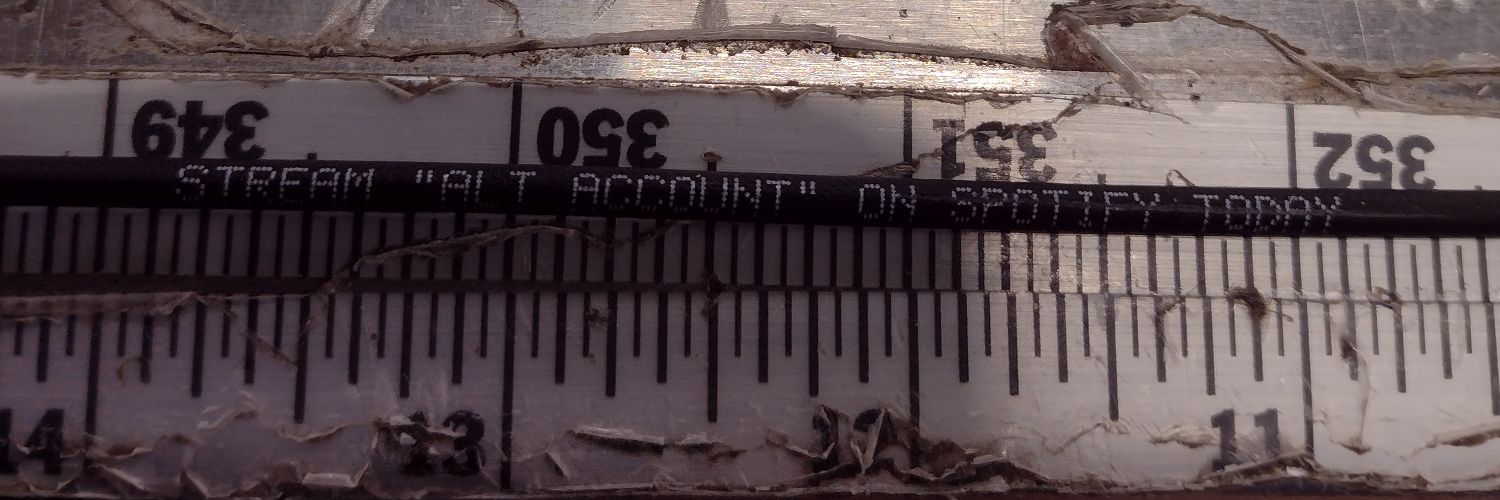 349 350 351 352
STREAM "ALT ACCOUNT" ON SPOTIFY TODAY
14 13 12 11